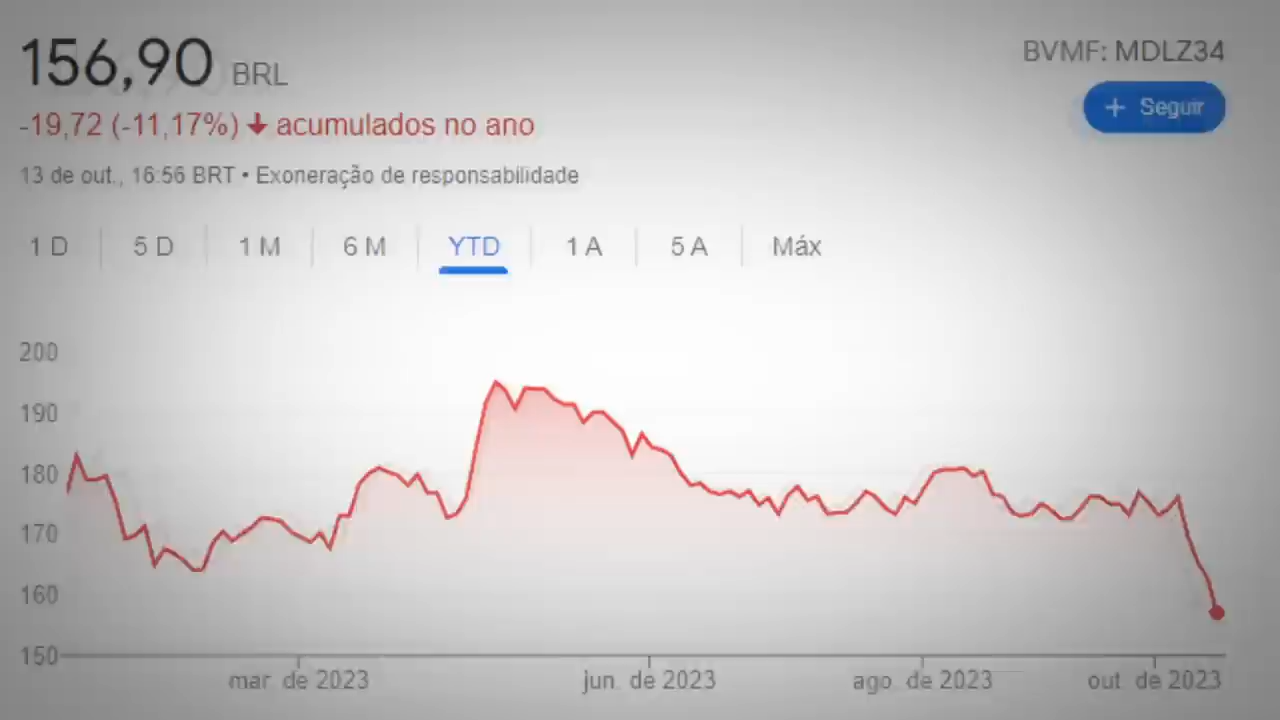 156,90 BRL
BVMF: MDLZ34
-19,72 (-11,17%) ↓ acumulados no ano
+ Seguir
13 de out., 16:56 BRT • Exoneração de responsabilidade
1 D 5 D 1 M 6 M YTD 1 A 5 A Máx
200
190
180
170
160
150
mar. de 2023 jun. de 2023 ago. de 2023 out. de 2023